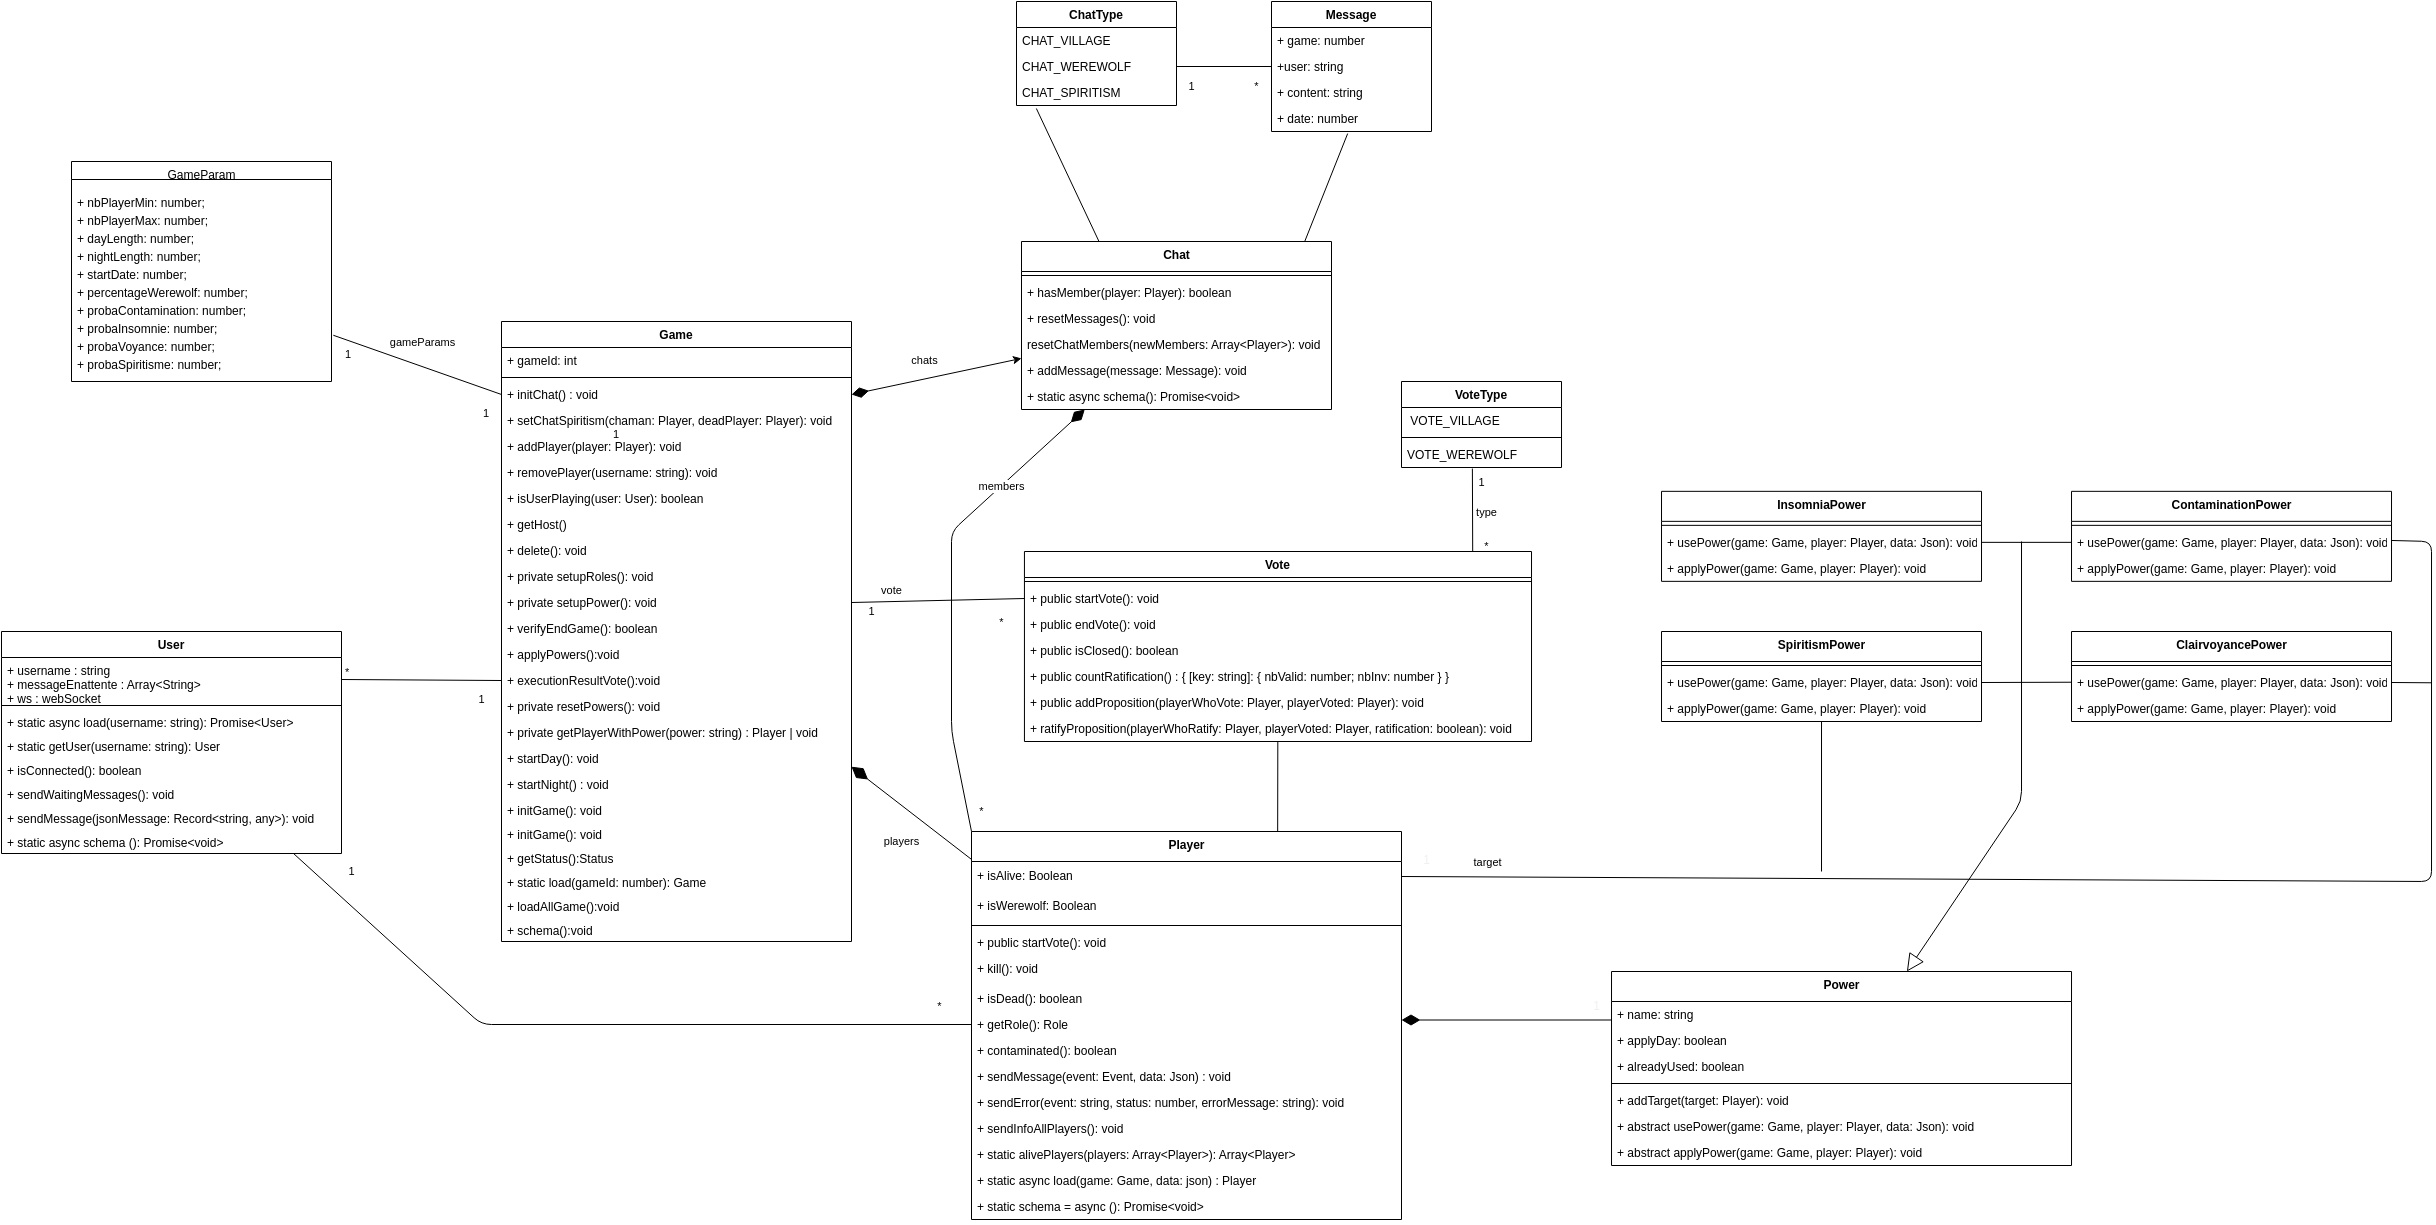 ChatType
CHAT_VILLAGE
CHAT_WEREWOLF
CHAT_SPIRITISM
1
*
Message
+ game: number
+user: string
+ content: string
+ date: number
GameParam
+ nbPlayerMin: number;
+ nbPlayerMax: number;
+ dayLength: number;
+ nightLength: number;
+ startDate: number;
+ percentageWerewolf: number;
+ probaContamination: number;
+ probaInsomnie: number;
+ probaVoyance: number;
+ probaSpiritisme: number;
1
gameParams
1
Game
+ gameId: int
+ initChat() : void
+ setChatSpiritism(chaman: Player, deadPlayer: Player): void
1
+ addPlayer(player: Player): void
+ removePlayer(username: string): void
+ isUserPlaying(user: User): boolean
+ getHost()
+ delete(): void
+ private setupRoles(): void
+ private setupPower(): void
+ verifyEndGame(): boolean
+ applyPowers():void
+ executionResultVote():void
+ private resetPowers(): void
+ private getPlayerWithPower(power: string) : Player | void
+ startDay(): void
+ startNight() : void
+ initGame(): void
+ initGame(): void
+ getStatus():Status
+ static load(gameId: number): Game
+ loadAllGame():void
+ schema():void
chats
Chat
+ hasMember(player: Player): boolean
+ resetMessages(): void
resetChatMembers(newMembers: Array<Player>): void
+ addMessage(message: Message): void
+ static async schema(): Promise<void>
members
*
VoteType
VOTE_VILLAGE
VOTE_WEREWOLF
1
type
*
vote
1
*
Vote
+ public startVote(): void
+ public endVote(): void
+ public isClosed(): boolean
+ public countRatification() : { [key: string]: { nbValid: number; nbInv: number } }
+ public addProposition(playerWhoVote: Player, playerVoted: Player): void
+ ratifyProposition(playerWhoRatify: Player, playerVoted: Player, ratification: boolean): void
InsomniaPower
+ usePower(game: Game, player: Player, data: Json): void
+ applyPower(game: Game, player: Player): void
ContaminationPower
+ usePower(game: Game, player: Player, data: Json): void
+ applyPower(game: Game, player: Player): void
SpiritismPower
+ usePower(game: Game, player: Player, data: Json): void
+ applyPower(game: Game, player: Player): void
ClairvoyancePower
+ usePower(game: Game, player: Player, data: Json): void
+ applyPower(game: Game, player: Player): void
User
+ username : string
+ messageEnattente : Array<String>
+ ws : webSocket
+ static async load(username: string): Promise<User>
+ static getUser(username: string): User
+ isConnected(): boolean
+ sendWaitingMessages(): void
+ sendMessage(jsonMessage: Record<string, any>): void
+ static async schema (): Promise<void>
*
1
1
*
players
Player
+ isAlive: Boolean
+ isWerewolf: Boolean
+ public startVote(): void
+ kill(): void
+ isDead(): boolean
+ getRole(): Role
+ contaminated(): boolean
+ sendMessage(event: Event, data: Json) : void
+ sendError(event: string, status: number, errorMessage: string): void
+ sendInfoAllPlayers(): void
+ static alivePlayers(players: Array<Player>): Array<Player>
+ static async load(game: Game, data: json) : Player
+ static schema = async (): Promise<void>
1
target
1
Power
+ name: string
+ applyDay: boolean
+ alreadyUsed: boolean
+ addTarget(target: Player): void
+ abstract usePower(game: Game, player: Player, data: Json): void
+ abstract applyPower(game: Game, player: Player): void